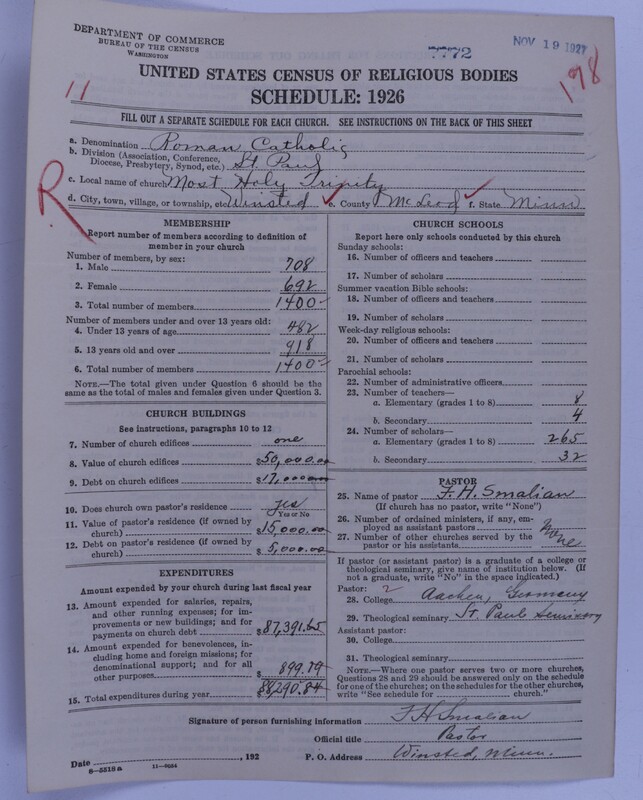 DEPARTMENT OF COMMERCE
BUREAU OF THE CENSUS
WASHINGTON
7772
NOV 19 1927
11
178
UNITED STATES CENSUS OF RELIGIOUS BODIES
SCHEDULE: 1926
FILL OUT A SEPARATE SCHEDULE FOR EACH CHURCH. SEE INSTRUCTIONS ON THE BACK OF THIS SHEET
a. Denomination Roman Catholic
b. Division (Association, Conference, Diocese, Presbytery, Synod, etc.) St. Paul
c. Local name of church Most Holy Trinity
R
d. City, town, village, or township, etc. Winsted e. County McLeod f. State Minn
MEMBERSHIP
Report number of members according to definition of
member in your church
Number of members, by sex:
1. Male 708
2. Female 692
3. Total number of members 1400
Number of members under and over 13 years old:
4. Under 13 years of age 482
5. 13 years old and over 918
6. Total number of members 1400
NOTE.—The total given under Question 6 should be
the same as the total of males and females given under Question 3.
CHURCH BUILDINGS
See instructions, paragraphs 10 to 12
7. Number of church edifices one
8. Value of church edifices $50,000.00
9. Debt on church edifices $17,000.00
10. Does church own pastor's residence yes
Yes or No
11. Value of pastor's residence (if owned by
church) $15,000.00
12. Debt on pastor's residence (if owned by
church) $5,000.00
EXPENDITURES
Amount expended by your church during last fiscal year
13. Amount expended for salaries, repairs,
and other running expenses; for im-
provements or new buildings; and for
payments on church debt $87,391.05
14. Amount expended for benevolences, in-
cluding home and foreign missions; for
denominational support; and for all
other purposes $899.79
15. Total expenditures during year $88,290.84
CHURCH SCHOOLS
Report here only schools conducted by this church
Sunday schools:
16. Number of officers and teachers
17. Number of scholars
Summer vacation Bible schools:
18. Number of officers and teachers
19. Number of scholars
Week-day religious schools:
20. Number of officers and teachers
21. Number of scholars
Parochial schools:
22. Number of administrative officers
23. Number of teachers—
a. Elementary (grades 1 to 8) 8
b. Secondary 4
24. Number of scholars—
a. Elementary (grades 1 to 8) 265
b. Secondary 32
PASTOR
25. Name of pastor F. H. Smalian
(If church has no pastor, write "None")
26. Number of ordained ministers, if any, em-
ployed as assistant pastors
27. Number of other churches served by the
pastor or his assistants None
If pastor (or assistant pastor) is a graduate of a college or
theological seminary, give name of institution below. (If
not a graduate, write "No" in the space indicated.)
Pastor: 2
28. College Aachen, Germany
29. Theological seminary St. Paul Seminary
Assistant pastor:
30. College
31. Theological seminary
NOTE.—Where one pastor serves two or more churches,
Questions 28 and 29 should be answered only on the schedule
for one of the churches; on the schedules for the other churches,
write "See schedule for church."
Signature of person furnishing information F H Smalian
Official title Pastor
Date , 192 P. O. Address Winsted, Minn.
8-5518a 11-9684